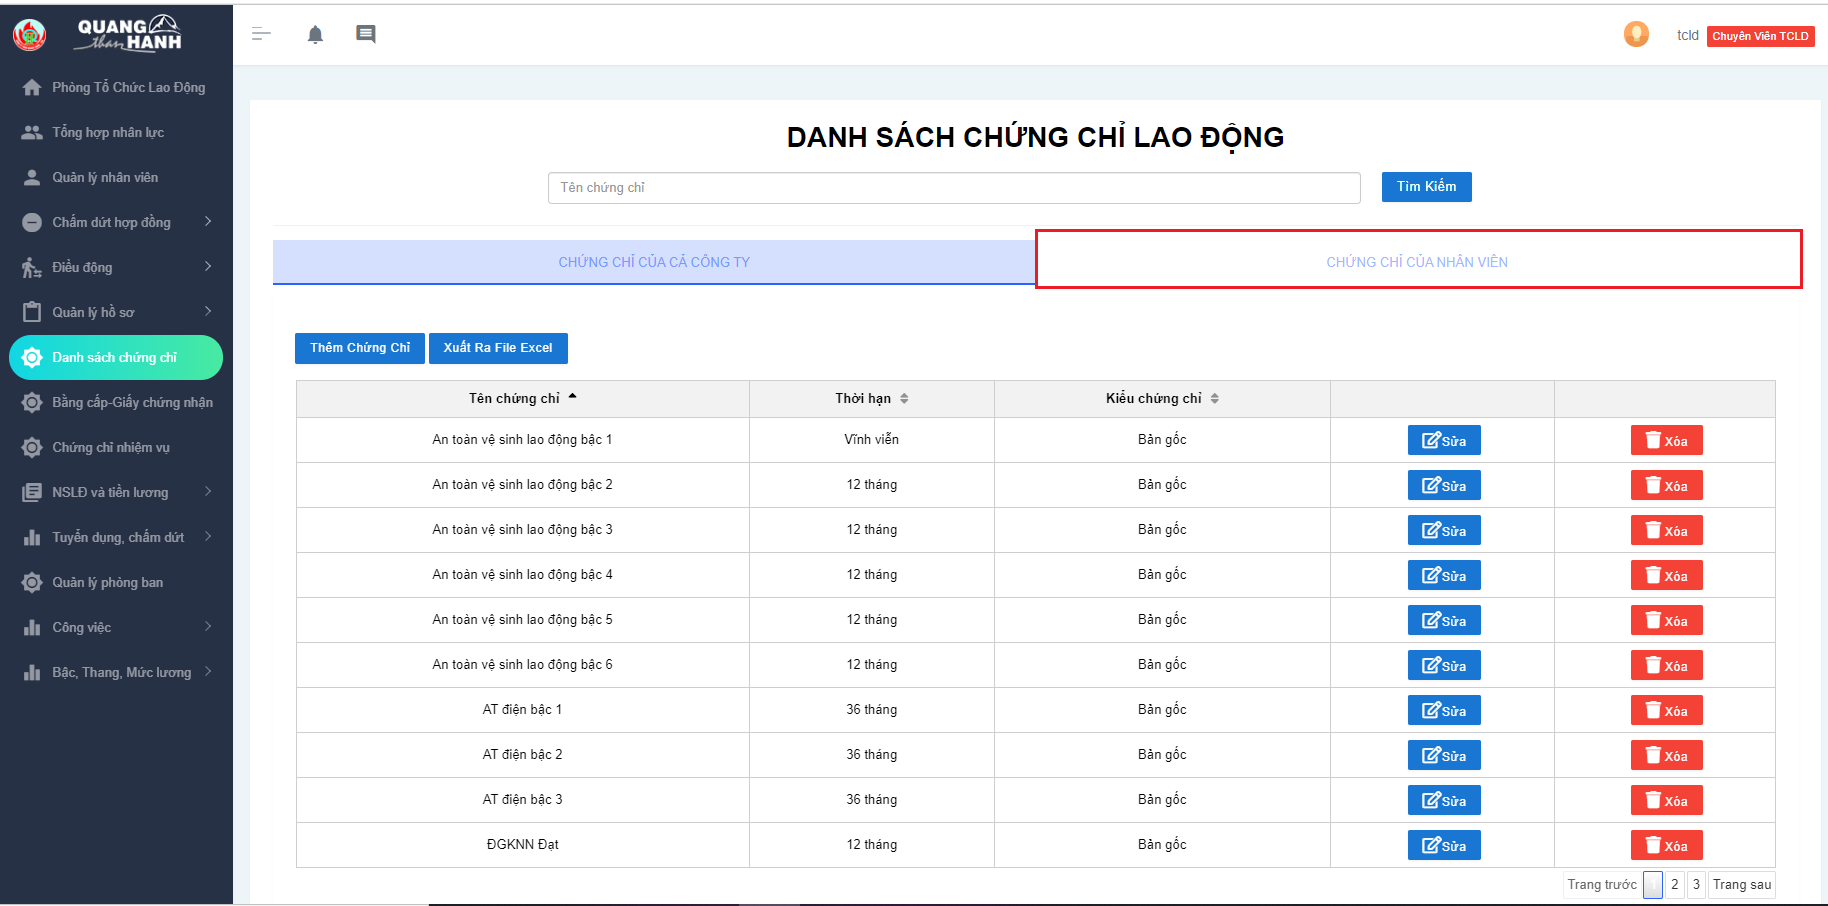 QUANG
than HANH
tcld Chuyên Viên TCLD
Phòng Tổ Chức Lao Động
Tổng hợp nhân lực
Quản lý nhân viên
Chấm dứt hợp đồng
Điều động
Quản lý hồ sơ
Danh sách chứng chỉ
Bằng cấp-Giấy chứng nhận
Chứng chỉ nhiệm vụ
NSLĐ và tiền lương
Tuyển dụng, chấm dứt
Quản lý phòng ban
Công việc
Bậc, Thang, Mức lương
DANH SÁCH CHỨNG CHỈ LAO ĐỘNG
Tên chứng chỉ Tìm Kiếm
CHỨNG CHỈ CỦA CẢ CÔNG TY CHỨNG CHỈ CỦA NHÂN VIÊN
Thêm Chứng Chỉ Xuất Ra File Excel
Tên chứng chỉ Thời hạn Kiểu chứng chỉ
An toàn vệ sinh lao động bậc 1 Vĩnh viễn Bản gốc Sửa Xóa
An toàn vệ sinh lao động bậc 2 12 tháng Bản gốc Sửa Xóa
An toàn vệ sinh lao động bậc 3 12 tháng Bản gốc Sửa Xóa
An toàn vệ sinh lao động bậc 4 12 tháng Bản gốc Sửa Xóa
An toàn vệ sinh lao động bậc 5 12 tháng Bản gốc Sửa Xóa
An toàn vệ sinh lao động bậc 6 12 tháng Bản gốc Sửa Xóa
AT điện bậc 1 36 tháng Bản gốc Sửa Xóa
AT điện bậc 2 36 tháng Bản gốc Sửa Xóa
AT điện bậc 3 36 tháng Bản gốc Sửa Xóa
ĐGKNN Đạt 12 tháng Bản gốc Sửa Xóa
Trang trước 1 2 3 Trang sau